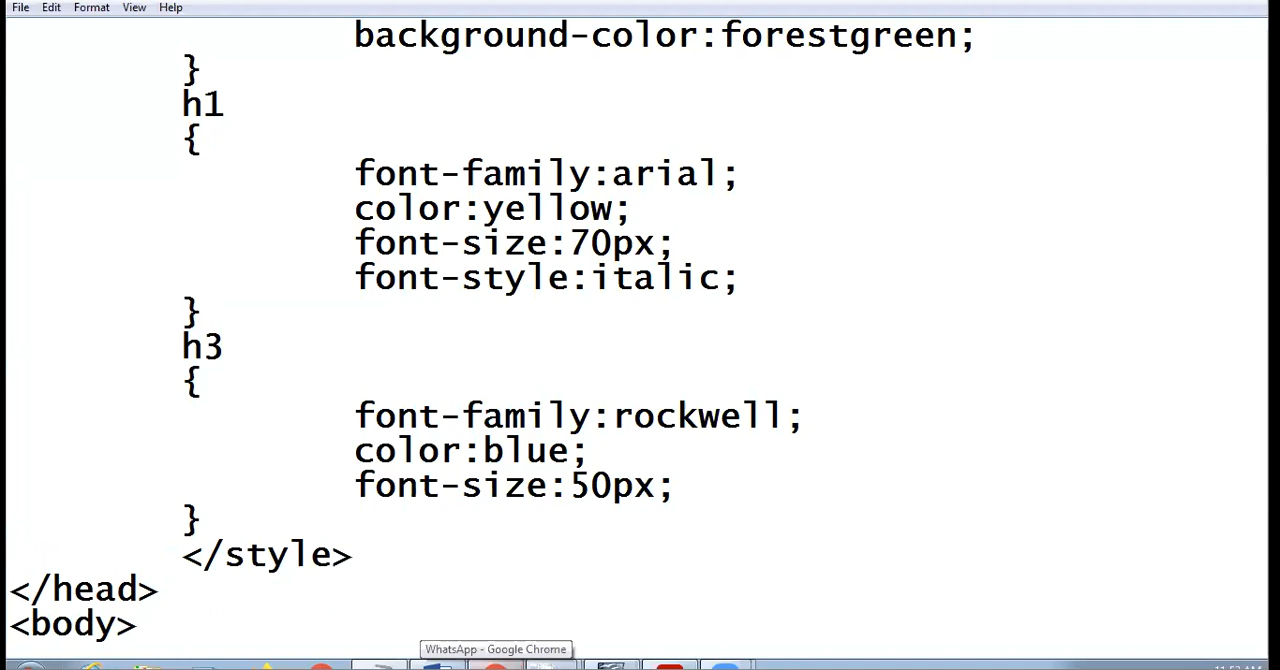 File Edit Format View Help
background-color:forestgreen;
}
h1
{
font-family:arial;
color:yellow;
font-size:70px;
font-style:italic;
}
h3
{
font-family:rockwell;
color:blue;
font-size:50px;
}
</style>
</head>
<body>
WhatsApp - Google Chrome